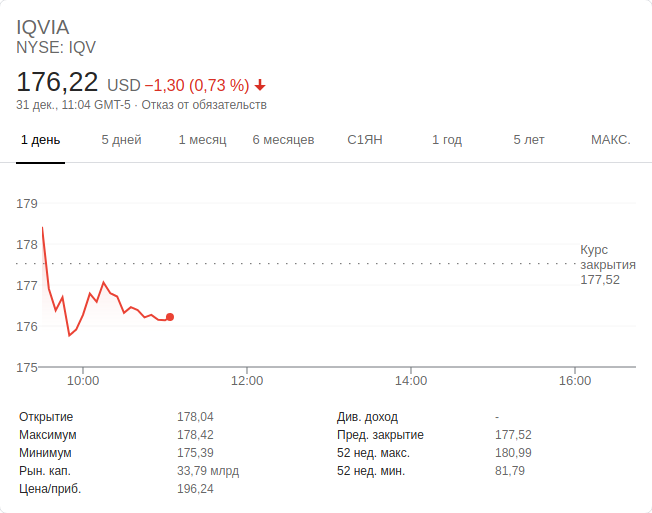 IQVIA
NYSE: IQV
176,22 USD −1,30 (0,73 %)
31 дек., 11:04 GMT-5 · Отказ от обязательств
1 день 5 дней 1 месяц 6 месяцев С1ЯН 1 год 5 лет МАКС.
179
178
177
176
175
Курс
закрытия
177,52
10:00 12:00 14:00 16:00
Открытие 178,04 Див. доход -
Максимум 178,42 Пред. закрытие 177,52
Минимум 175,39 52 нед. макс. 180,99
Рын. кап. 33,79 млрд 52 нед. мин. 81,79
Цена/приб. 196,24